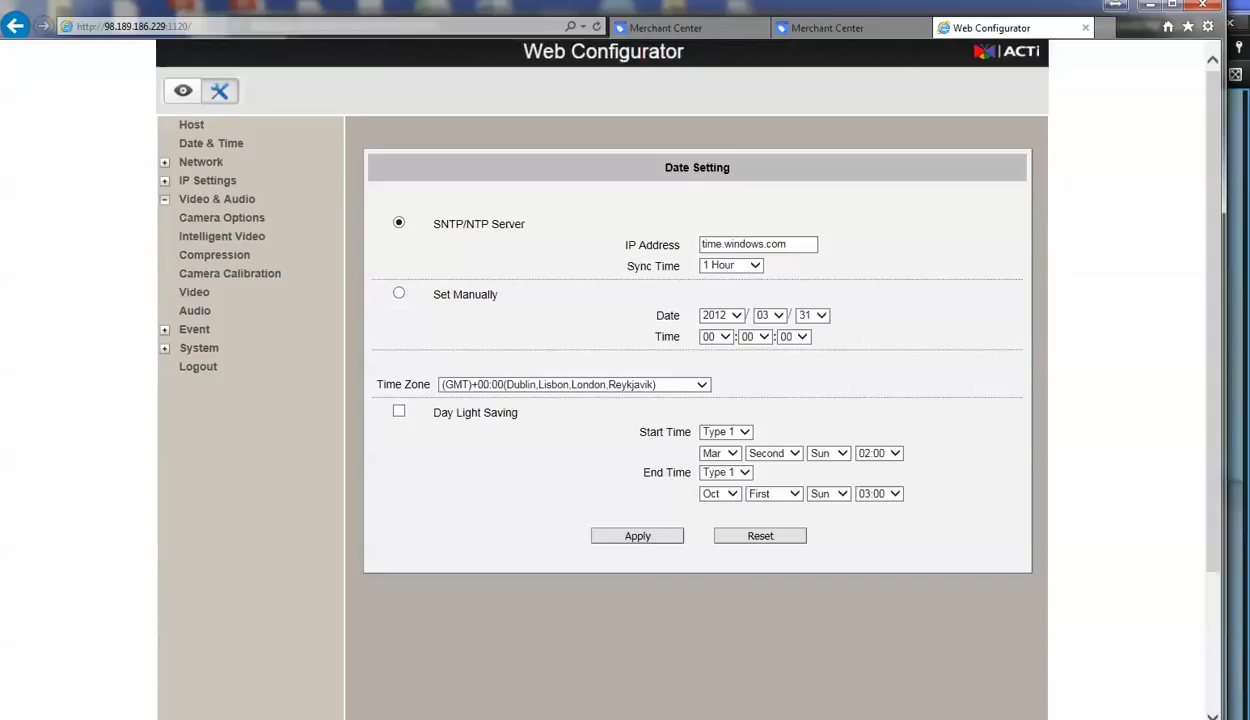 http://98.189.186.229:1120/
Merchant Center
Merchant Center
Web Configurator
Web Configurator
ACTi
Host
Date & Time
Network
IP Settings
Video & Audio
Camera Options
Intelligent Video
Compression
Camera Calibration
Video
Audio
Event
System
Logout
Date Setting
SNTP/NTP Server
IP Address time.windows.com
Sync Time 1 Hour
Set Manually
Date 2012 / 03 / 31
Time 00 : 00 : 00
Time Zone (GMT)+00:00(Dublin,Lisbon,London,Reykjavik)
Day Light Saving
Start Time Type 1
Mar Second Sun 02:00
End Time Type 1
Oct First Sun 03:00
Apply Reset